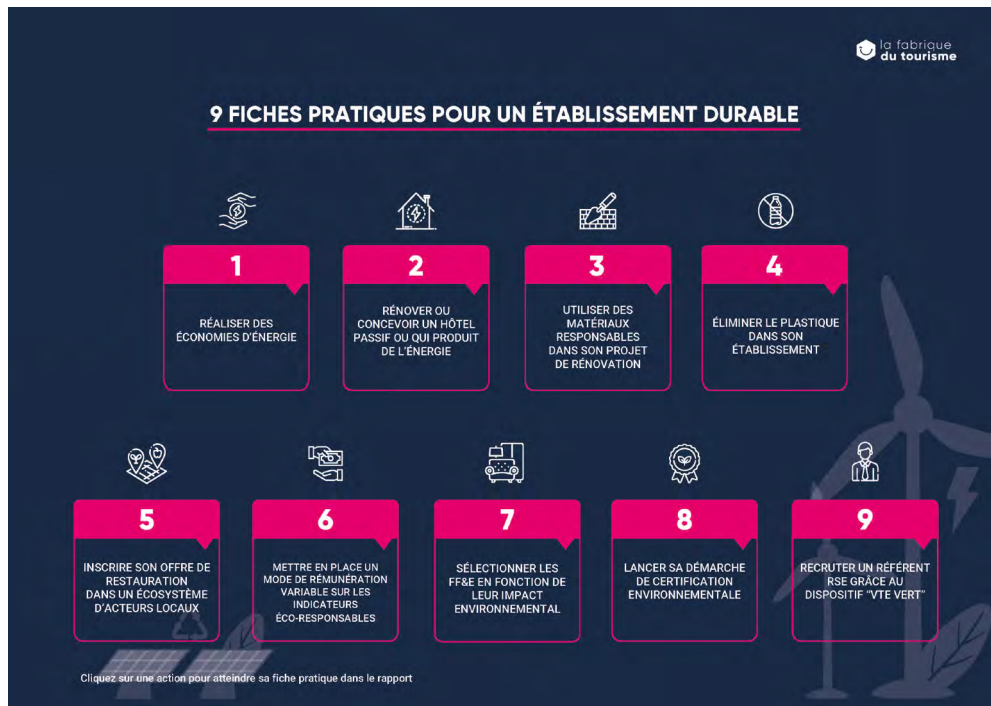 la fabrique
du tourisme
9 FICHES PRATIQUES POUR UN ÉTABLISSEMENT DURABLE
1
RÉALISER DES
ÉCONOMIES D'ÉNERGIE
2
RÉNOVER OU
CONCEVOIR UN HÔTEL
PASSIF OU QUI PRODUIT
DE L'ÉNERGIE
3
UTILISER DES
MATÉRIAUX
RESPONSABLES
DANS SON PROJET
DE RÉNOVATION
4
ÉLIMINER LE PLASTIQUE
DANS SON
ÉTABLISSEMENT
5
INSCRIRE SON OFFRE DE
RESTAURATION
DANS UN ÉCOSYSTÈME
D'ACTEURS LOCAUX
6
METTRE EN PLACE UN
MODE DE RÉMUNÉRATION
VARIABLE SUR LES
INDICATEURS
ÉCO-RESPONSABLES
7
SÉLECTIONNER LES
FF&E EN FONCTION DE
LEUR IMPACT
ENVIRONMENTAL
8
LANCER SA DÉMARCHE
DE CERTIFICATION
ENVIRONNEMENTALE
9
RECRUTER UN RÉFÉRENT
RSE GRÂCE AU
DISPOSITIF “VTE VERT”
Cliquez sur une action pour atteindre sa fiche pratique dans le rapport